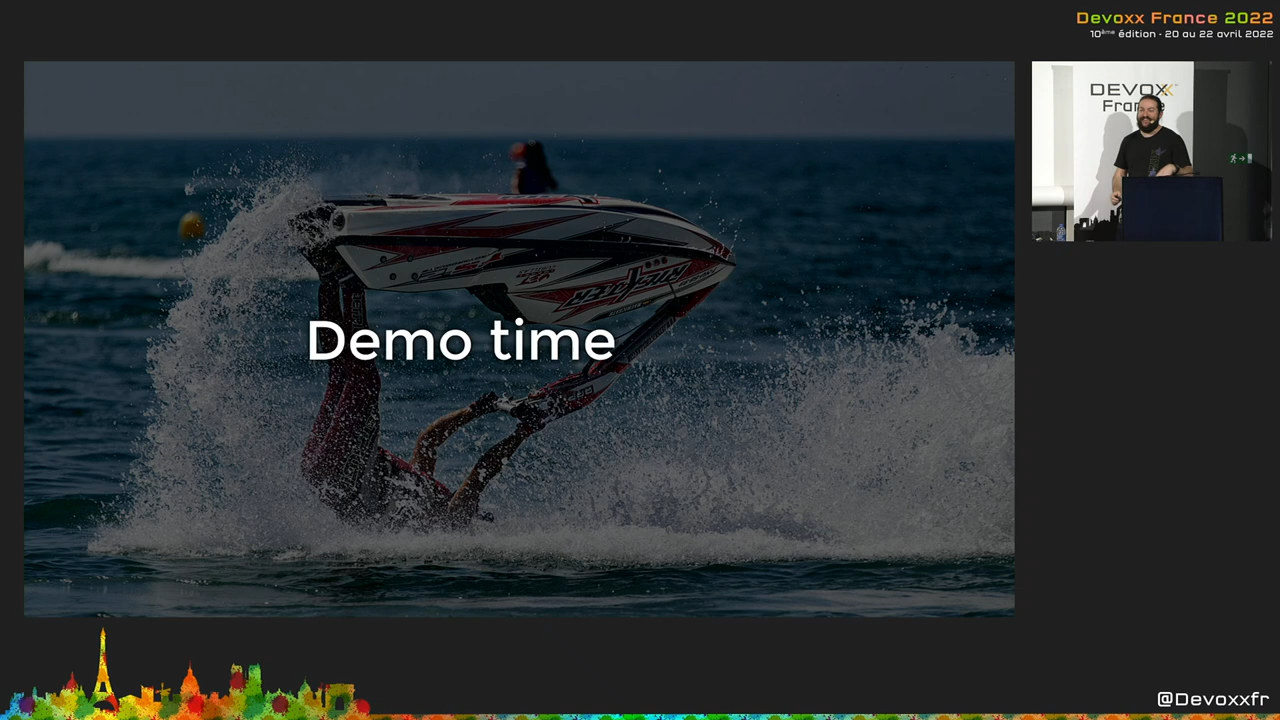 Devoxx France 2022
10ème édition - 20 au 22 avril 2022
DEVOXX
France
Demo time
@Devoxxfr